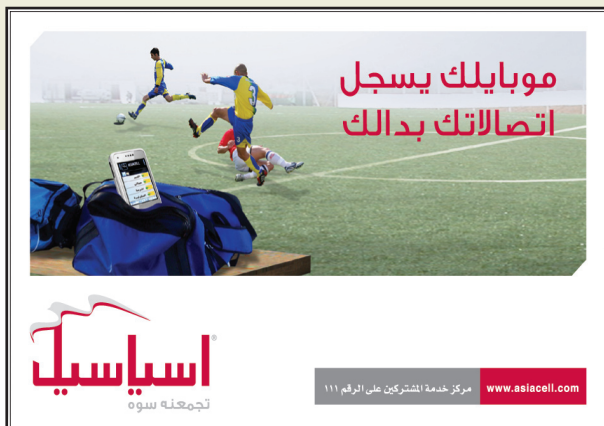 موبايلك يسجل
اتصالاتك بدالك
اسياسيل
تجمعنه سوه
مركز خدمة المشتركين على الرقم ١١١
www.asiacell.com